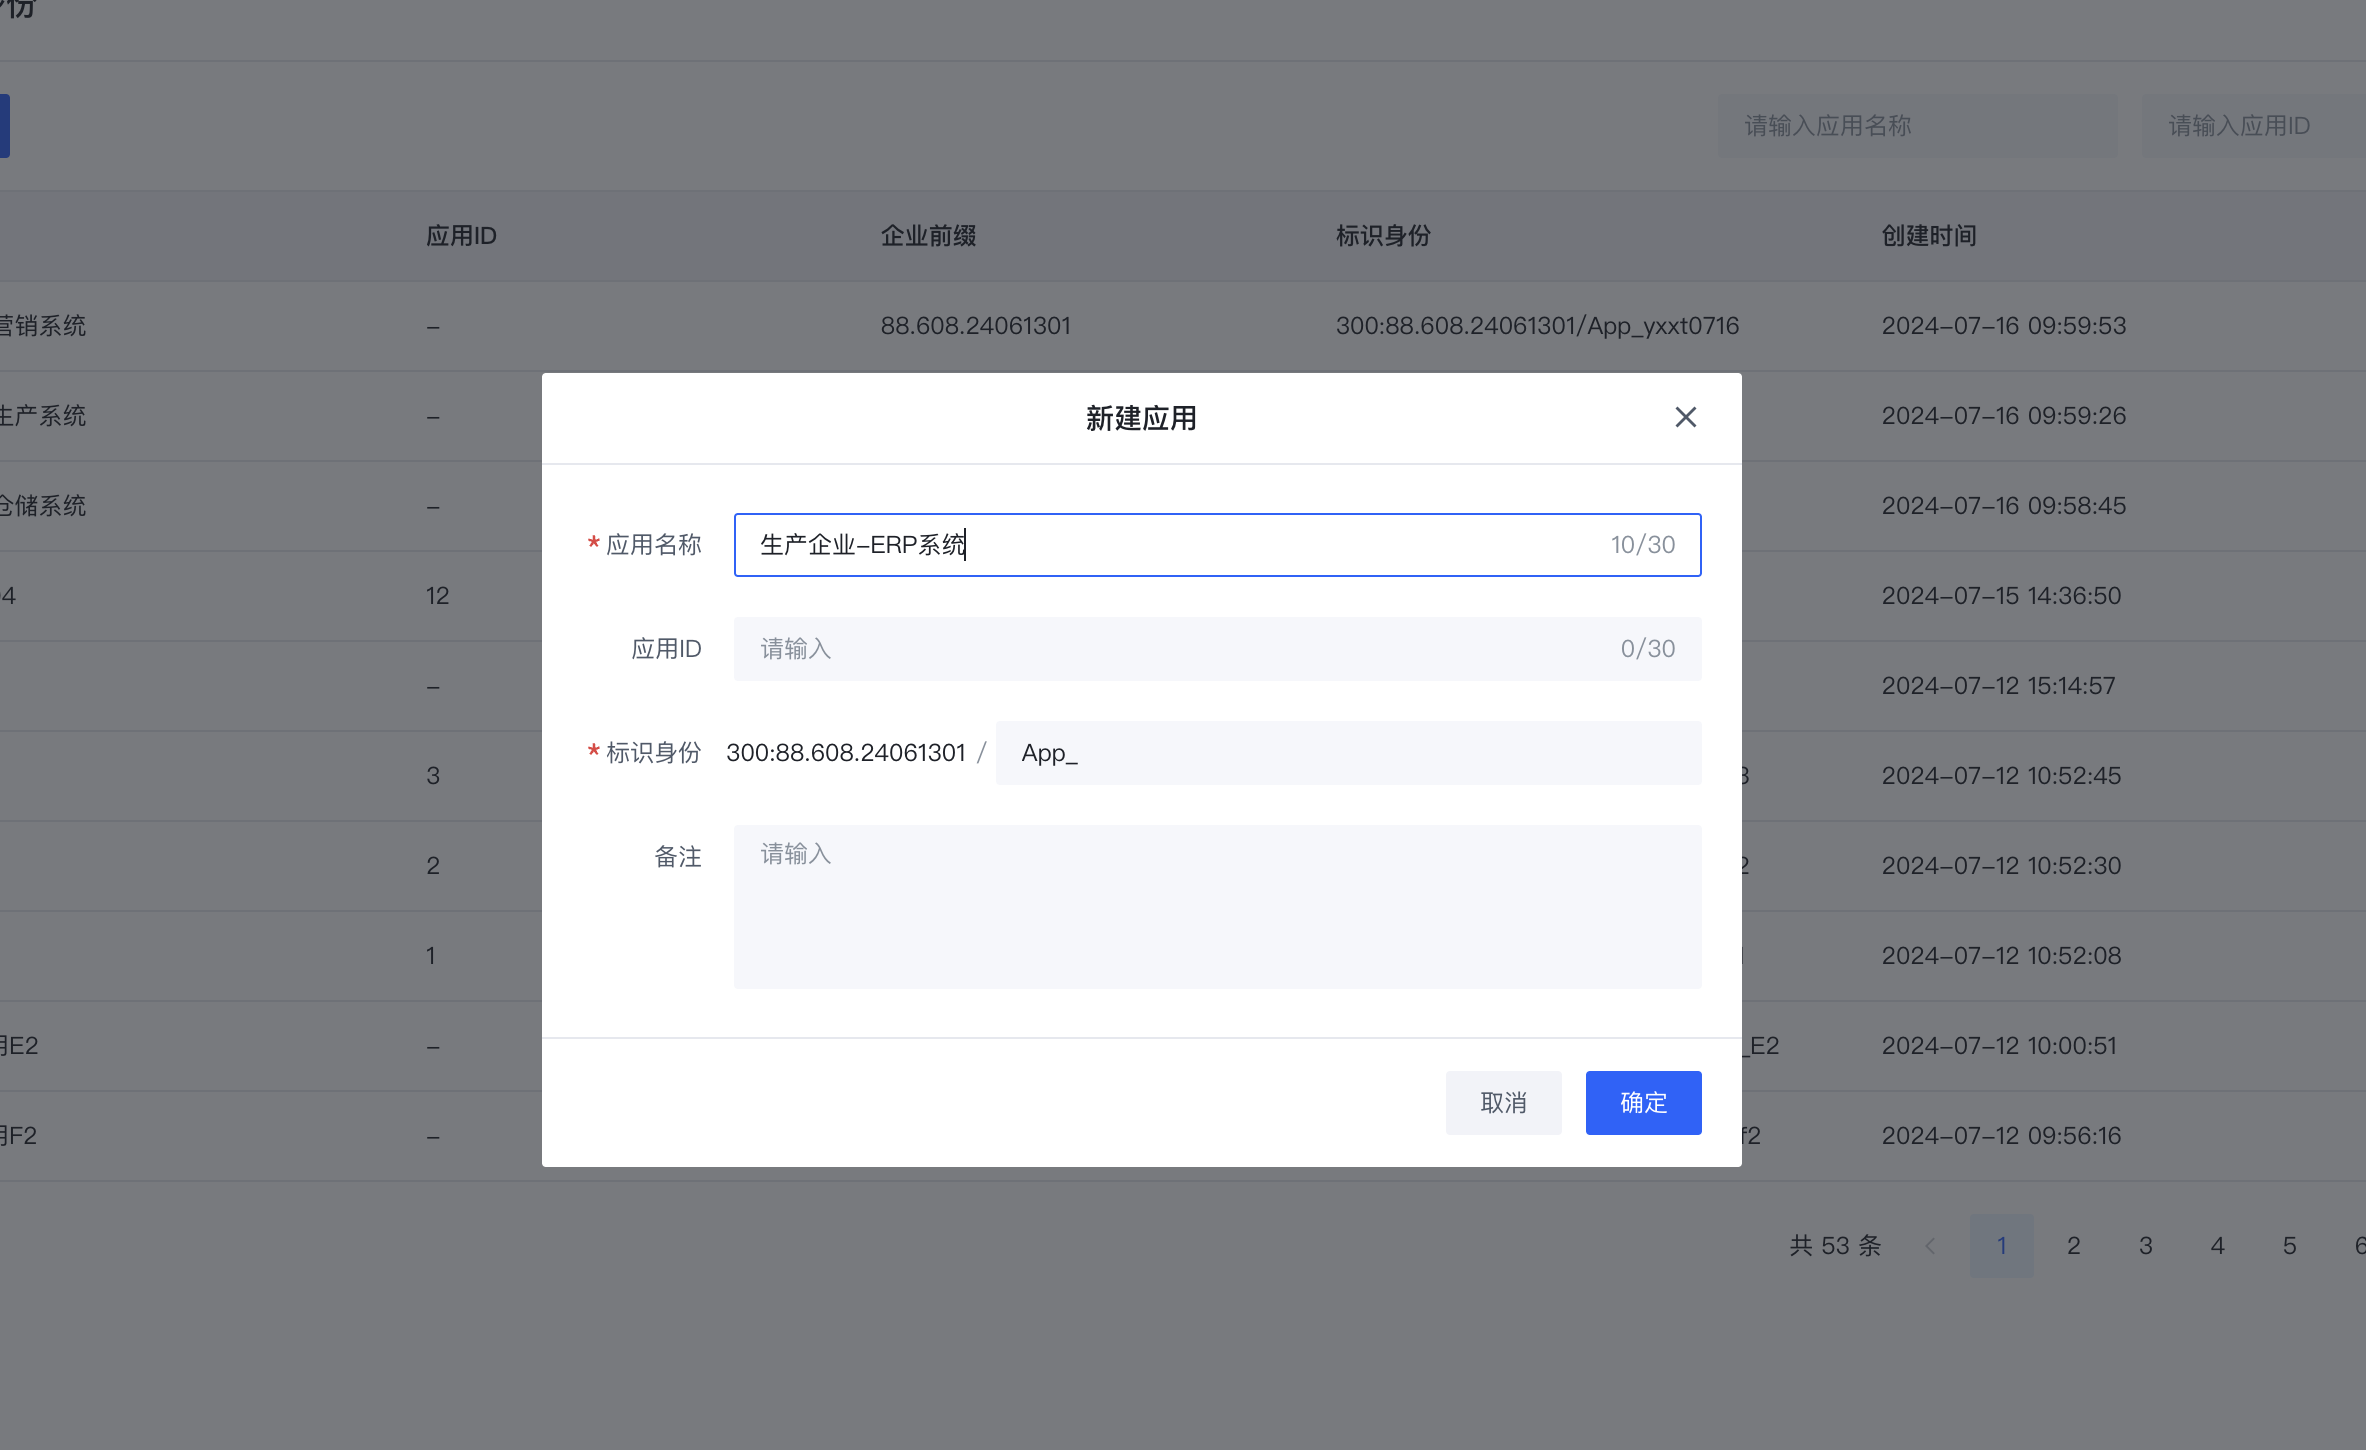 身份
请输入应用名称 请输入应用ID
应用ID 企业前缀 标识身份 创建时间
营销系统 – 88.608.24061301 300:88.608.24061301/App_yxxt0716 2024–07–16 09:59:53
生产系统 – 2024–07–16 09:59:26
仓储系统 – 2024–07–16 09:58:45
4 12 2024–07–15 14:36:50
– 2024–07–12 15:14:57
3 3 2024–07–12 10:52:45
2 2 2024–07–12 10:52:30
1 2024–07–12 10:52:08
用E2 – _E2 2024–07–12 10:00:51
用F2 – f2 2024–07–12 09:56:16
共 53 条 < 1 2 3 4 5 6
新建应用
* 应用名称 生产企业–ERP系统 10/30
应用ID 请输入 0/30
* 标识身份 300:88.608.24061301 / App_
备注 请输入
取消 确定